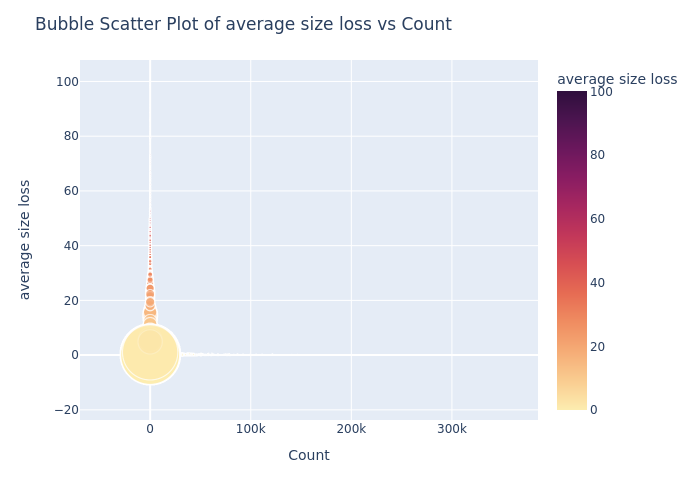 Bubble Scatter Plot of average size loss vs Count
average size loss
100
80
60
40
20
0
−20
0
100k
200k
300k
Count
average size loss
100
80
60
40
20
0